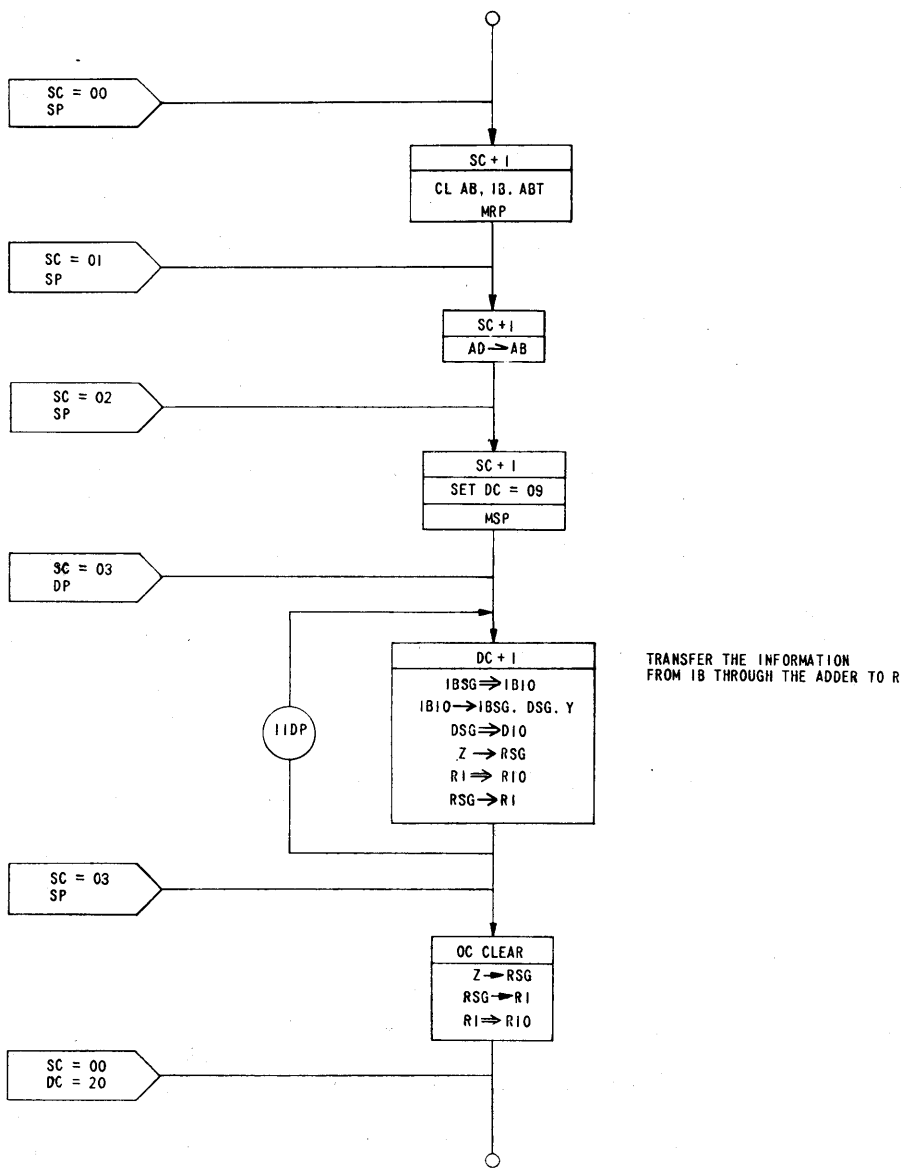 SC = 00
SP
SC + 1
CL AB, IB, ABT
MRP
SC = 01
SP
SC + 1
AD → AB
SC = 02
SP
SC + 1
SET DC = 09
MSP
SC = 03
DP
DC + 1
IBSG ⇒ IB10
IB10 → IBSG, DSG, Y
DSG ⇒ D10
Z → RSG
R1 ⇒ R10
RSG → R1
11DP
TRANSFER THE INFORMATION
FROM IB THROUGH THE ADDER TO R
SC = 03
SP
OC CLEAR
Z → RSG
RSG → R1
R1 ⇒ R10
SC = 00
DC = 20